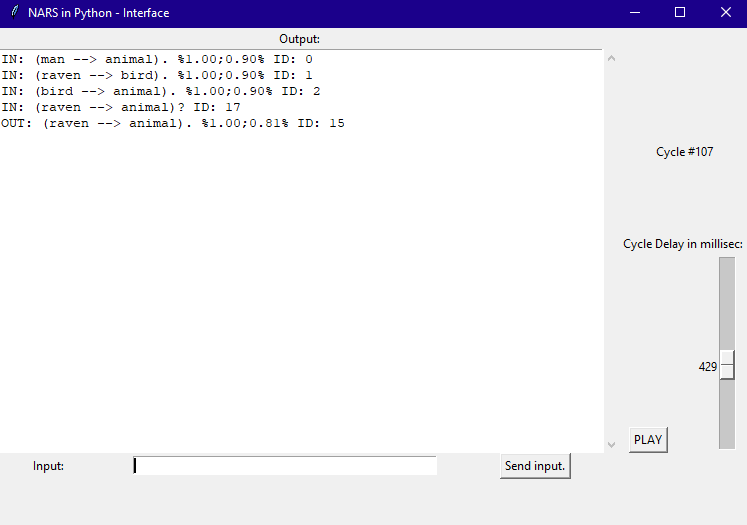 NARS in Python - Interface
Output:
IN: (man --> animal). %1.00;0.90% ID: 0
IN: (raven --> bird). %1.00;0.90% ID: 1
IN: (bird --> animal). %1.00;0.90% ID: 2
IN: (raven --> animal)? ID: 17
OUT: (raven --> animal). %1.00;0.81% ID: 15
Cycle #107
Cycle Delay in millisec:
429
PLAY
Input:
Send input.